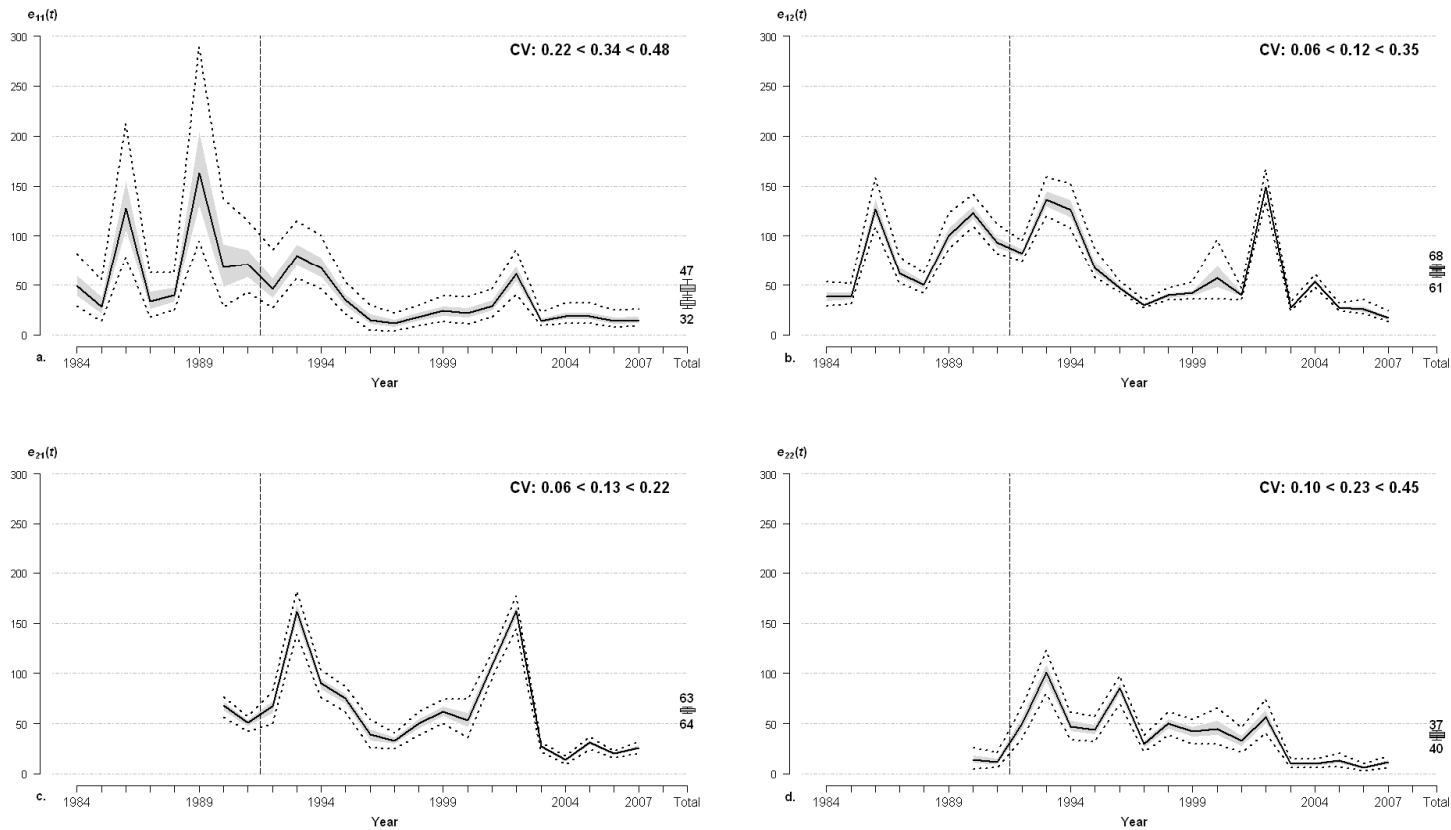 e11(t)
CV: 0.22 < 0.34 < 0.48
300
250
200
150
100
50
0
47
32
a.
1984 1989 1994 1999 2004 2007 Total
Year
e12(t)
CV: 0.06 < 0.12 < 0.35
300
250
200
150
100
50
0
68
61
b.
1984 1989 1994 1999 2004 2007 Total
Year
e21(t)
CV: 0.06 < 0.13 < 0.22
300
250
200
150
100
50
0
63
64
c.
1984 1989 1994 1999 2004 2007 Total
Year
e22(t)
CV: 0.10 < 0.23 < 0.45
300
250
200
150
100
50
0
37
40
d.
1984 1989 1994 1999 2004 2007 Total
Year